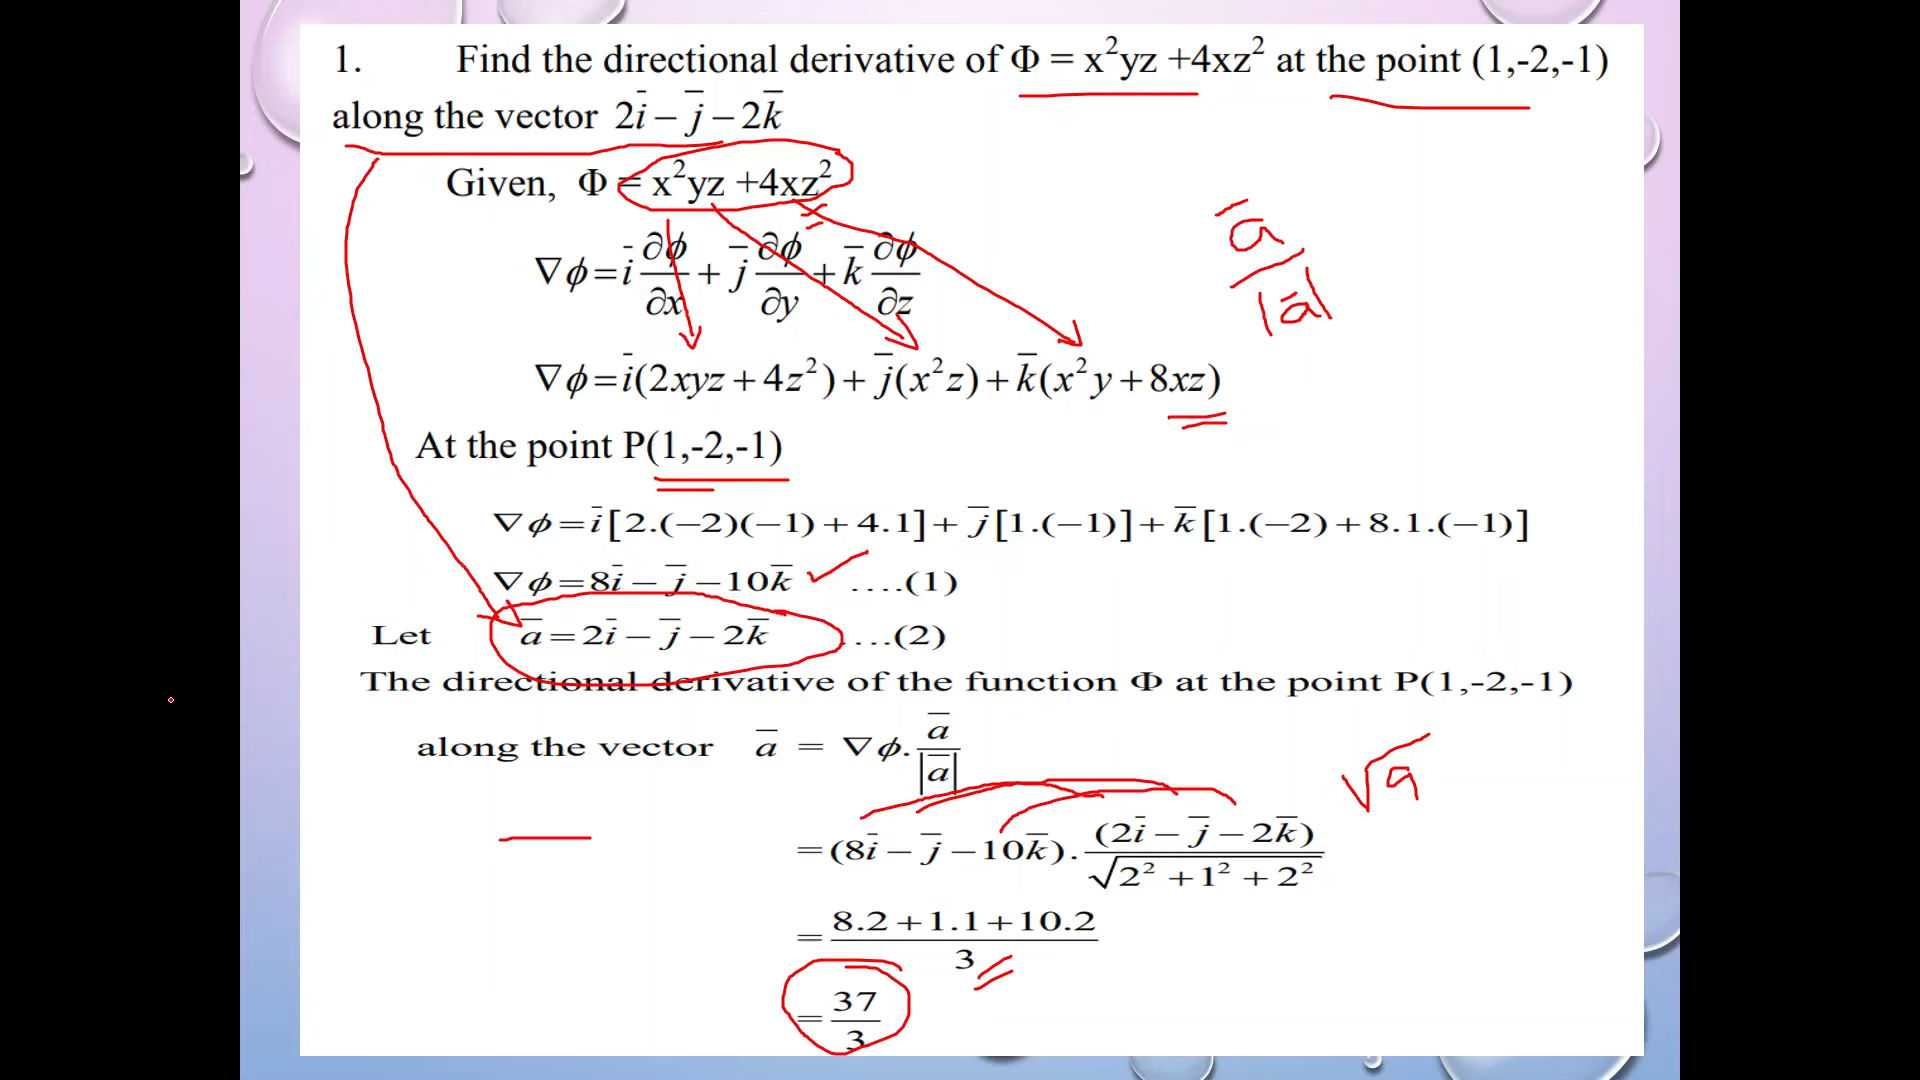 1. Find the directional derivative of Φ = x²yz +4xz² at the point (1,-2,-1)
along the vector 2i̅ − j̅ − 2k̅
Given, Φ = x²yz +4xz²
∇ϕ = i̅ ∂ϕ/∂x + j̅ ∂ϕ/∂y + k̅ ∂ϕ/∂z
a̅/|a̅|
∇ϕ = i̅(2xyz + 4z²) + j̅(x²z) + k̅(x²y + 8xz)
At the point P(1,-2,-1)
∇ϕ = i̅[2.(−2)(−1) + 4.1] + j̅[1.(−1)] + k̅[1.(−2) + 8.1.(−1)]
∇ϕ = 8i̅ − j̅ − 10k̅ ....(1)
Let a̅ = 2i̅ − j̅ − 2k̅ ....(2)
The directional derivative of the function Φ at the point P(1,-2,-1)
along the vector a̅ = ∇ϕ. a̅/|a̅|
√9
= (8i̅ − j̅ − 10k̅). (2i̅ − j̅ − 2k̅)/√(2² + 1² + 2²)
= (8.2 + 1.1 + 10.2)/3
= 37/3